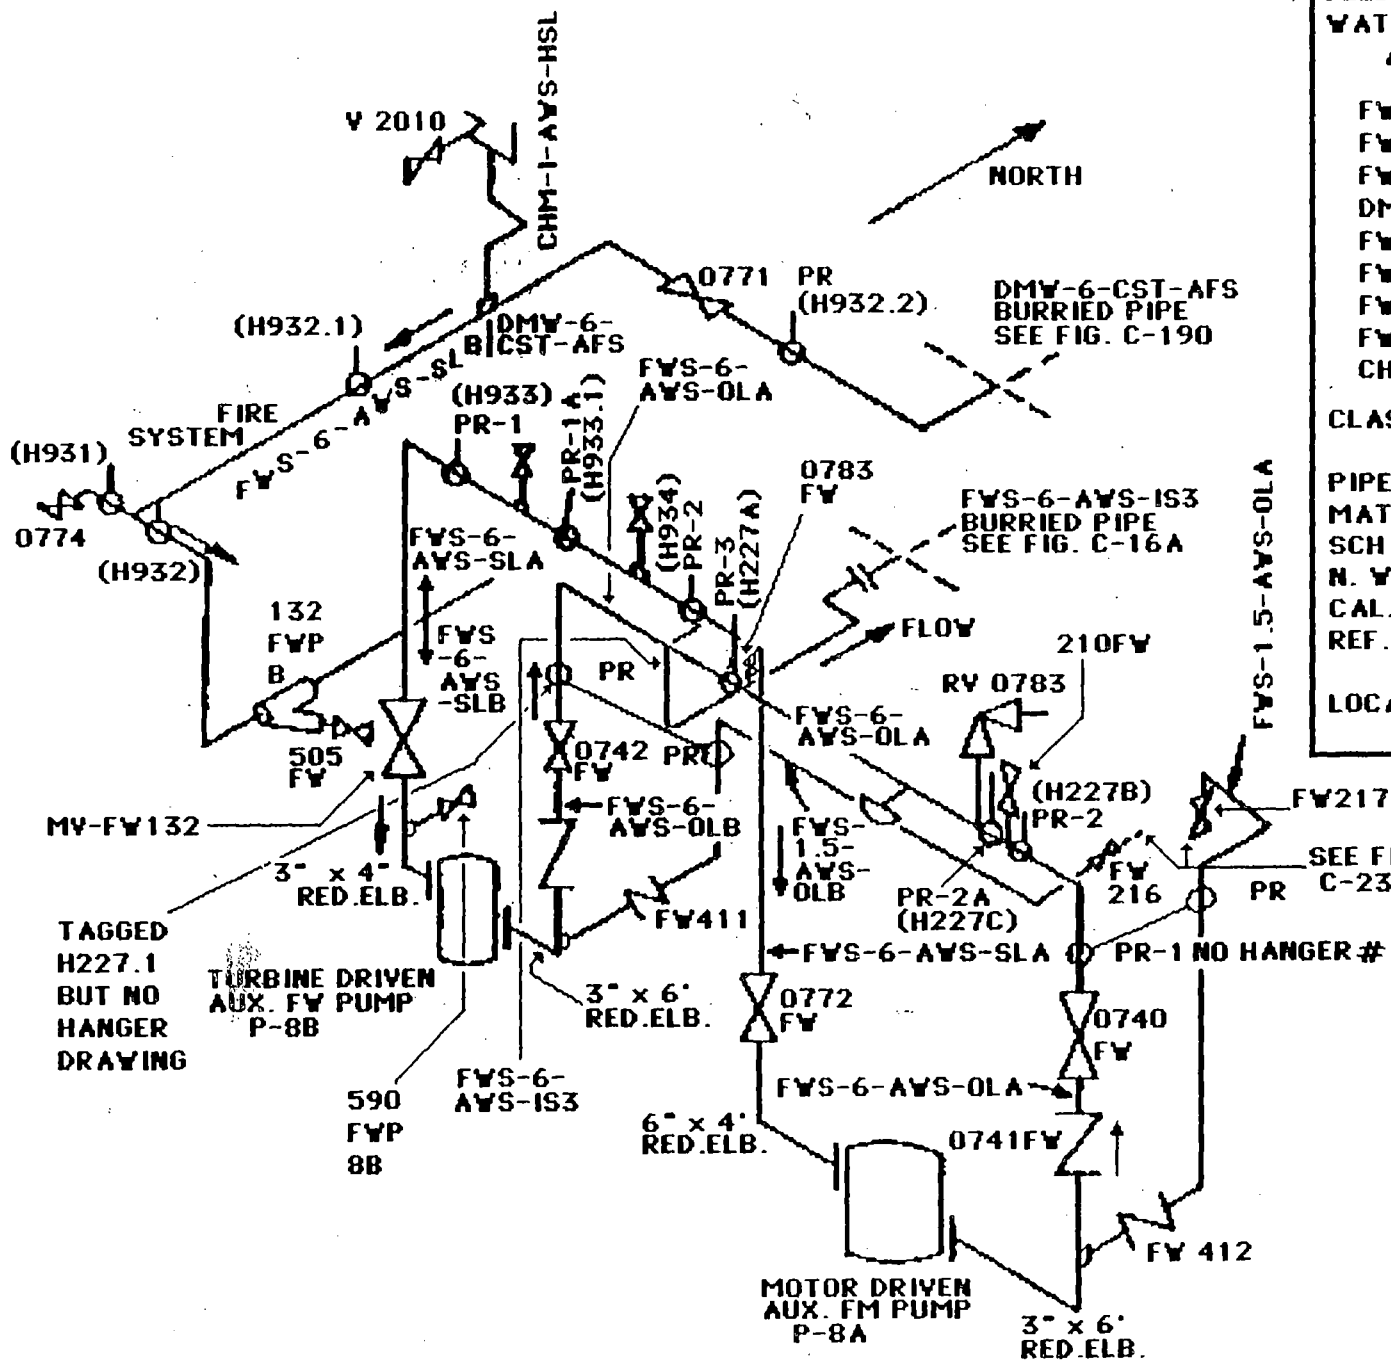 V 2010
CHM-1-AWS-HSL
NORTH
0771
PR
(H932.2)
DMW-6-CST-AFS
BURRIED PIPE
SEE FIG. C-190
(H932.1)
DMW-6-
B|CST-AFS
FWS-6-AWS-SL
FIRE
SYSTEM
(H931)
0774
(H932)
(H933)
PR-1
PR-1A
(H933.1)
FWS-6-
AWS-OLA
(H934)
PR-2
PR-3
(H227A)
0783
FW
FWS-6-AWS-IS3
BURRIED PIPE
SEE FIG. C-16A
FLOW
FWS-6-
AWS-SLA
132
FWP
B
FWS
-6-
AWS
-SLB
PR
210FW
RV 0783
FWS-1.5-AWS-OLA
505
FW
0742
FW
PR
FWS-6-
AWS-OLA
(H227B)
PR-2
FW217
MV-FW132
FWS-6-
AWS-OLB
FWS-
1.5-
AWS-
OLB
3" x 4"
RED.ELB.
FW411
PR-2A
(H227C)
FW
216
SEE FI
C-23
PR
TAGGED
H227.1
BUT NO
HANGER
DRAWING
TURBINE DRIVEN
AUX. FW PUMP
P-8B
FWS-6-AWS-SLA
PR-1 NO HANGER #
3" x 6"
RED.ELB.
0772
FW
0740
FW
590
FWP
8B
FWS-6-
AWS-IS3
FWS-6-AWS-OLA
6" x 4"
RED.ELB.
0741FW
FW 412
MOTOR DRIVEN
AUX. FM PUMP
P-8A
3" x 6"
RED.ELB.
WAT
FW
FW
FW
DM
FW
FW
FW
FW
CH
CLAS
PIPE
MAT
SCH
N. W
CAL.
REF.
LOCA